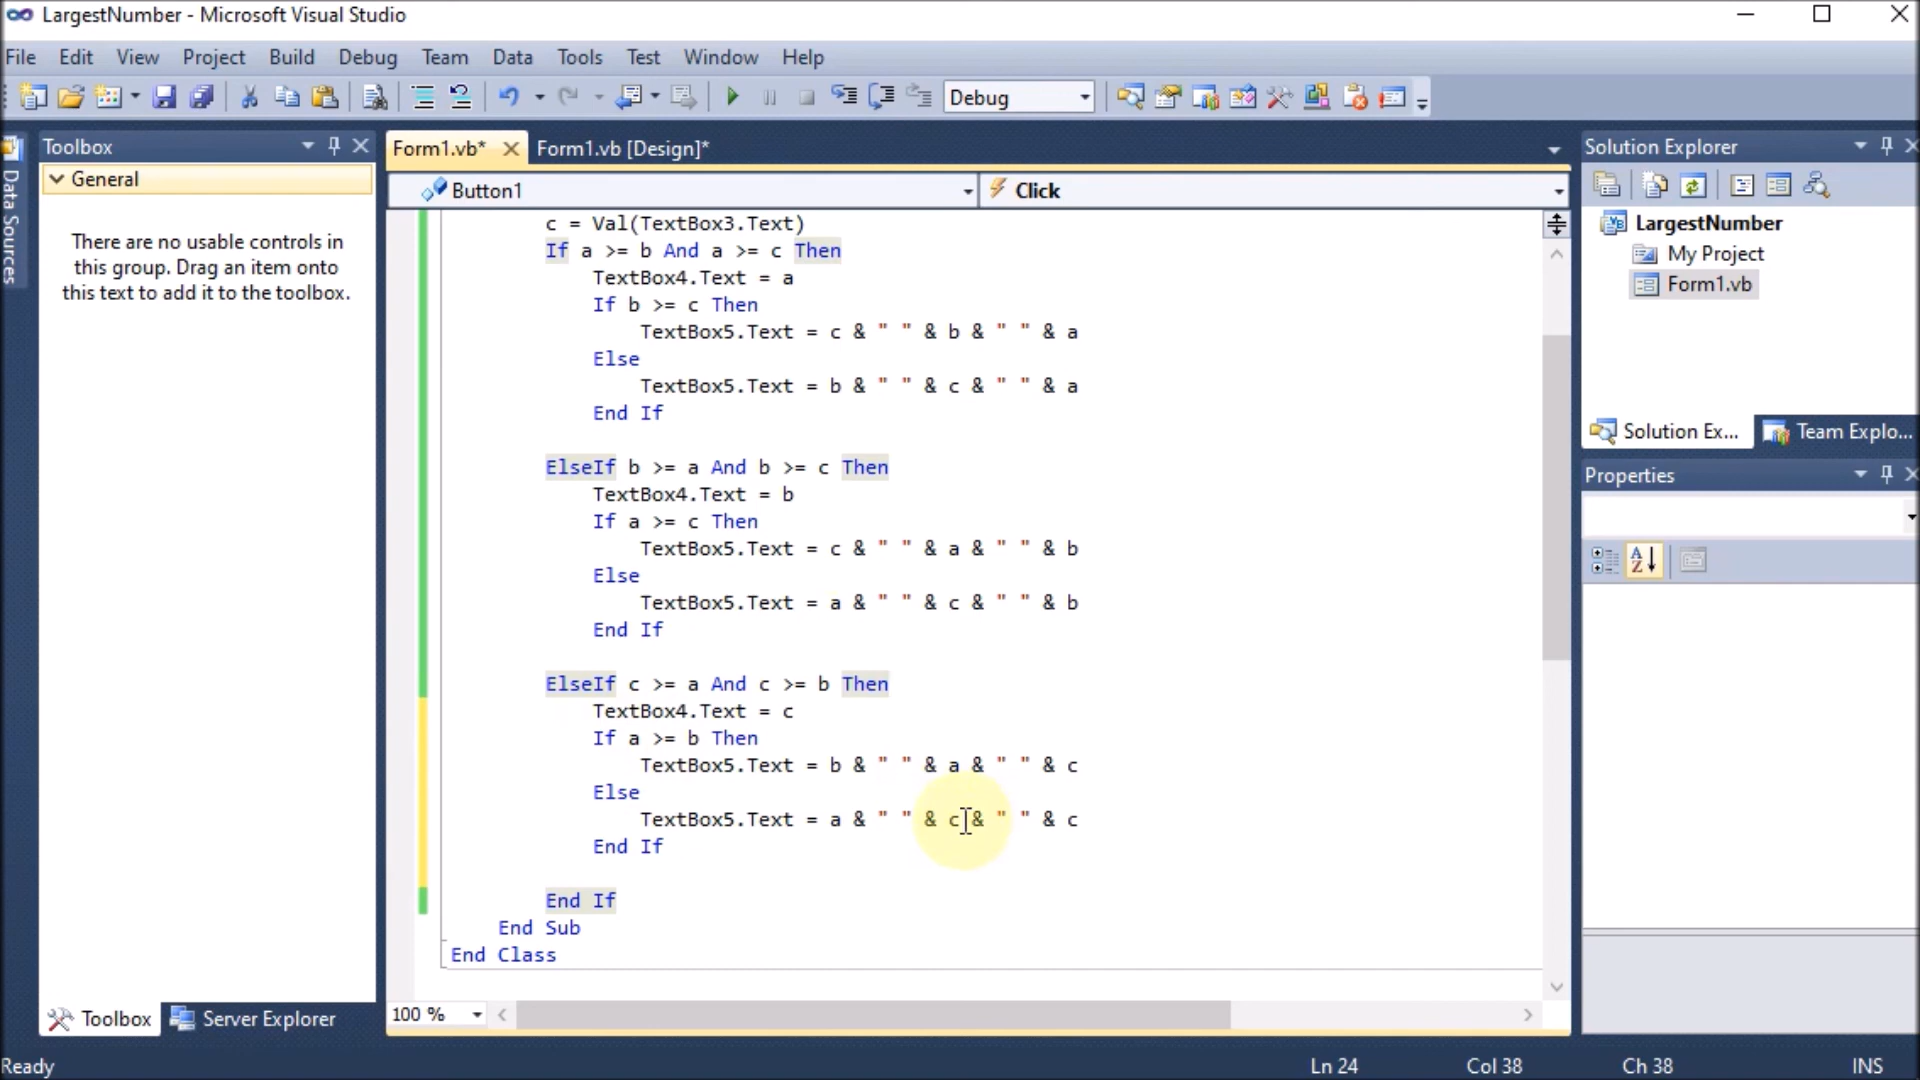 LargestNumber - Microsoft Visual Studio
File Edit View Project Build Debug Team Data Tools Test Window Help
Debug
Data Sources
Toolbox
General
There are no usable controls in
this group. Drag an item onto
this text to add it to the toolbox.
Toolbox
Server Explorer
Form1.vb*
Form1.vb [Design]*
Button1
Click
c = Val(TextBox3.Text)
If a >= b And a >= c Then
TextBox4.Text = a
If b >= c Then
TextBox5.Text = c & " " & b & " " & a
Else
TextBox5.Text = b & " " & c & " " & a
End If
ElseIf b >= a And b >= c Then
TextBox4.Text = b
If a >= c Then
TextBox5.Text = c & " " & a & " " & b
Else
TextBox5.Text = a & " " & c & " " & b
End If
ElseIf c >= a And c >= b Then
TextBox4.Text = c
If a >= b Then
TextBox5.Text = b & " " & a & " " & c
Else
TextBox5.Text = a & " " & c & " " & c
End If
End If
End Sub
End Class
100 %
Solution Explorer
LargestNumber
My Project
Form1.vb
Solution Ex...
Team Explo...
Properties
Ready
Ln 24
Col 38
Ch 38
INS